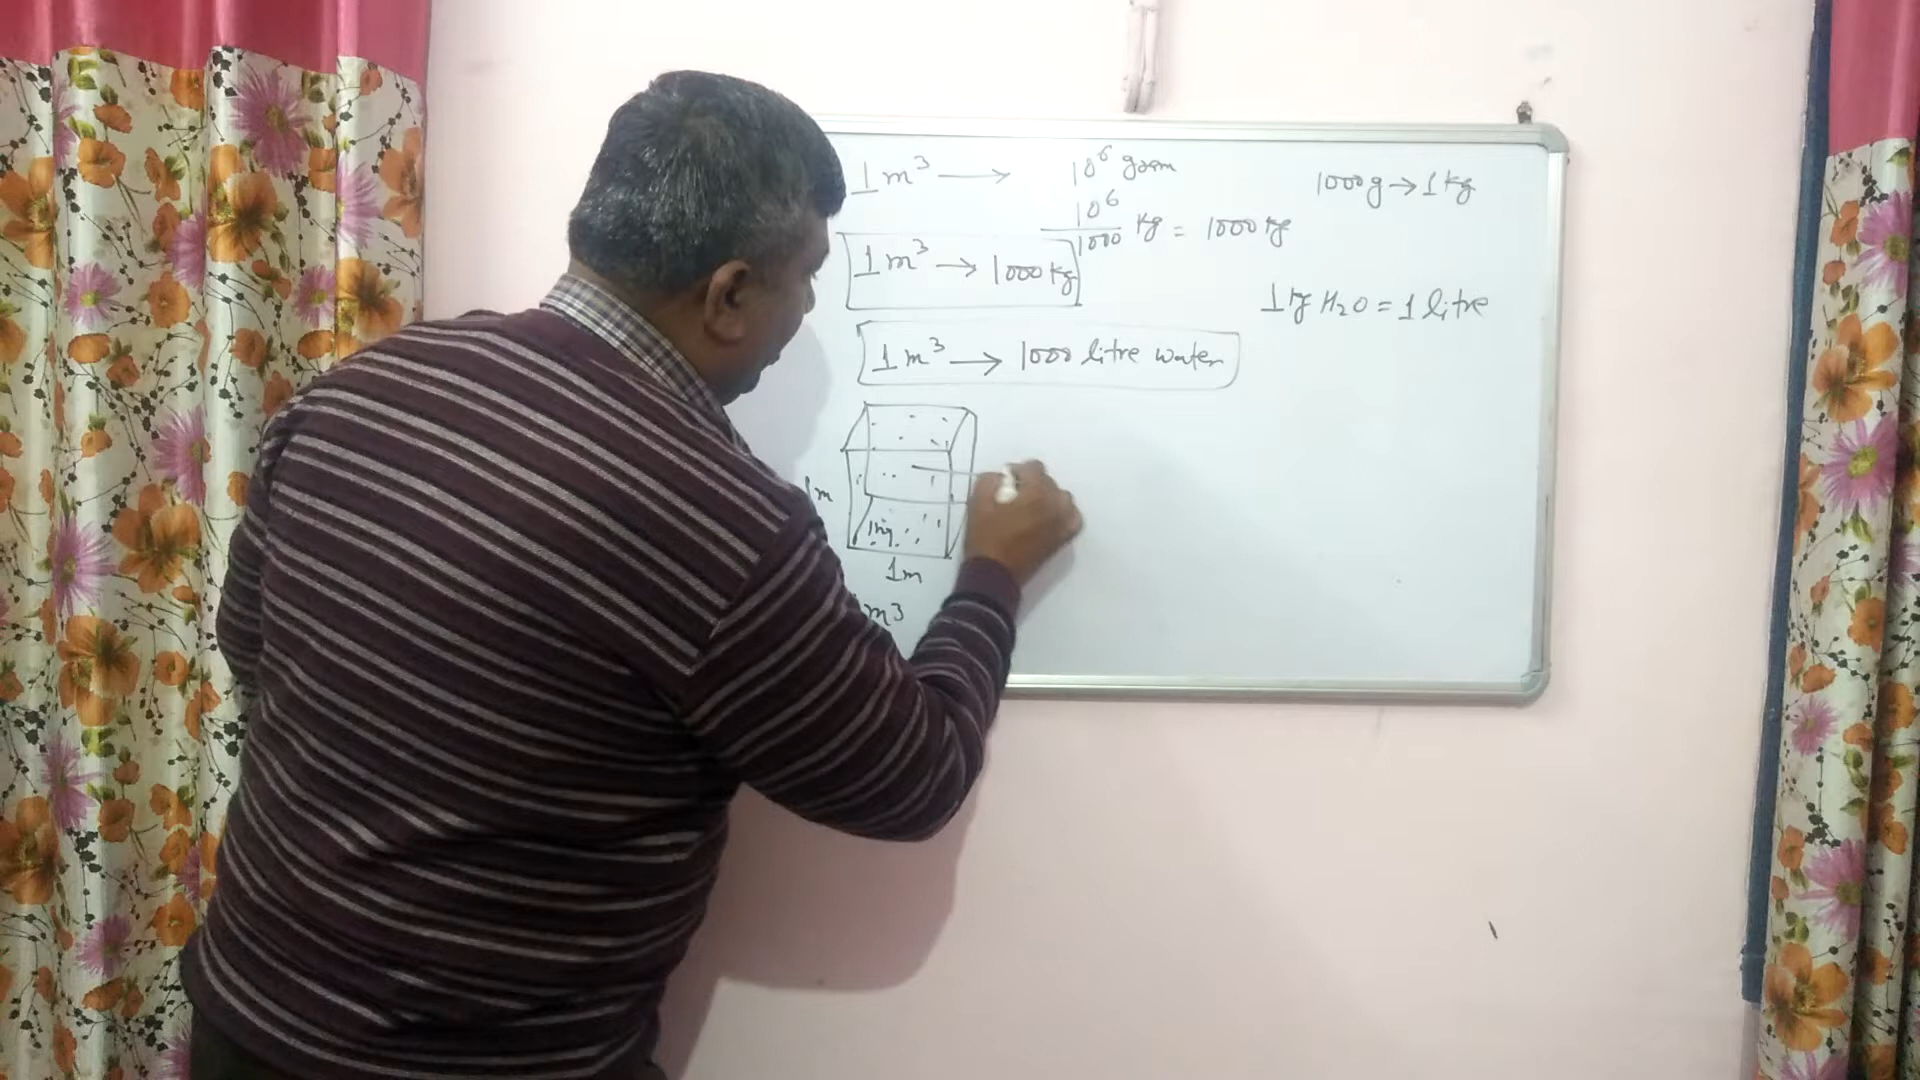 1 m³ → 10⁶ gram
1000g → 1 kg
10⁶/1000 kg = 1000 kg
1 m³ → 1000 kg
1 kg H₂O = 1 litre
1 m³ → 1000 litre water
1m
1kg
1m
m3